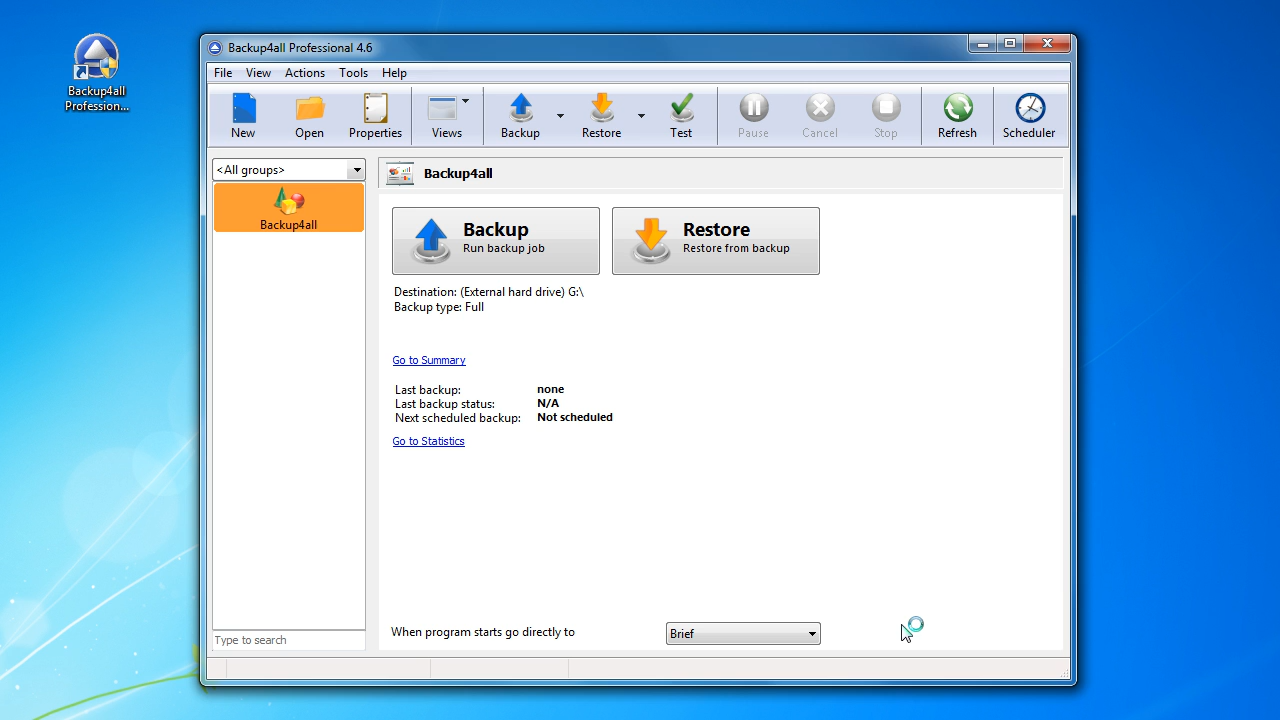 Backup4all
Profession...
Backup4all Professional 4.6
File View Actions Tools Help
New Open Properties Views Backup Restore Test Pause Cancel Stop Refresh Scheduler
<All groups>
Backup4all
Backup4all
Backup
Run backup job
Restore
Restore from backup
Destination: (External hard drive) G:\
Backup type: Full
Go to Summary
Last backup: none
Last backup status: N/A
Next scheduled backup: Not scheduled
Go to Statistics
When program starts go directly to Brief
Type to search